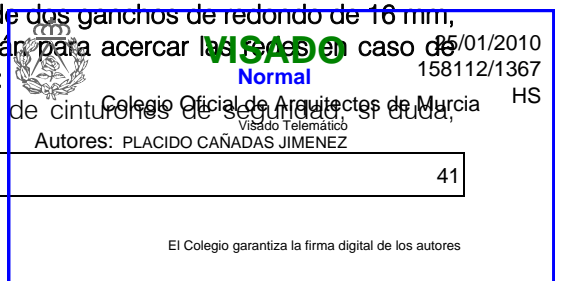 de dos ganchos de redondo de 16 mm,
para acercar las redes en caso de
VISADO
25/01/2010
Normal
158112/1367
HS
de cinturones de seguridad, si duda,
Colegio Oficial de Arquitectos de Murcia
Visado Telemático
Autores: PLACIDO CAÑADAS JIMENEZ
41
El Colegio garantiza la firma digital de los autores